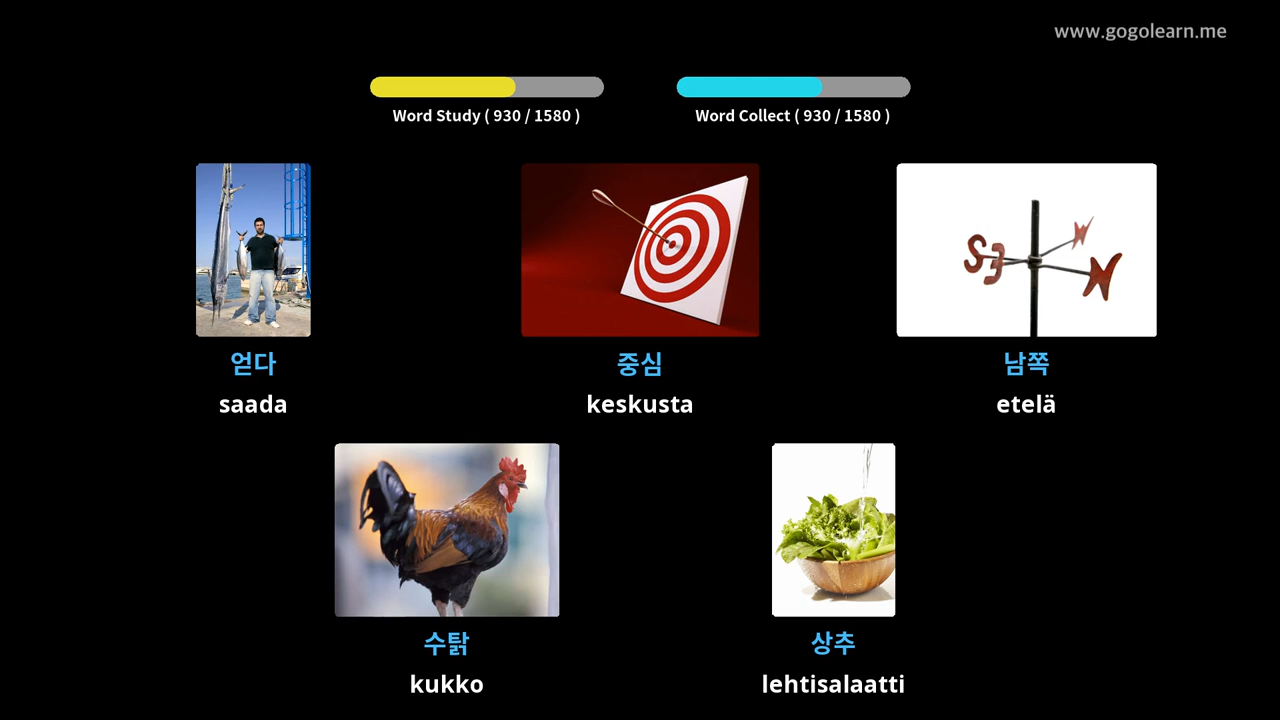 www.gogolearn.me
Word Study ( 930 / 1580 )
Word Collect ( 930 / 1580 )
S
E
N
얻다
중심
남쪽
saada
keskusta
etelä
수탉
상추
kukko
lehtisalaatti